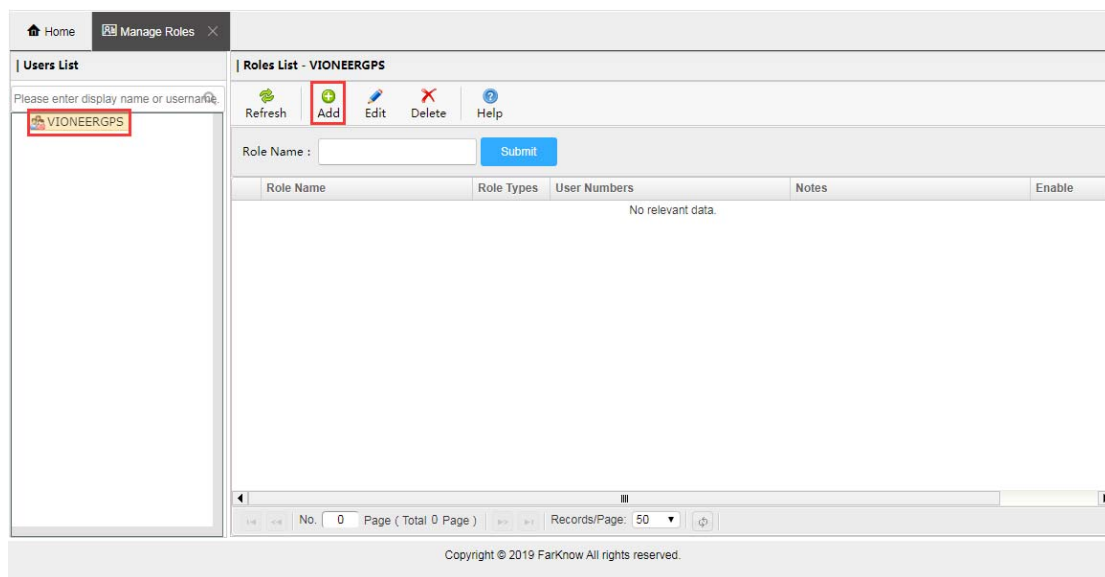 Home
Manage Roles
| Users List
| Roles List - VIONEERGPS
Please enter display name or username.
VIONEERGPS
Refresh
Add
Edit
Delete
Help
Role Name :
Submit
Role Name
Role Types
User Numbers
Notes
Enable
No relevant data.
No. 0 Page ( Total 0 Page )
Records/Page: 50
Copyright © 2019 FarKnow All rights reserved.